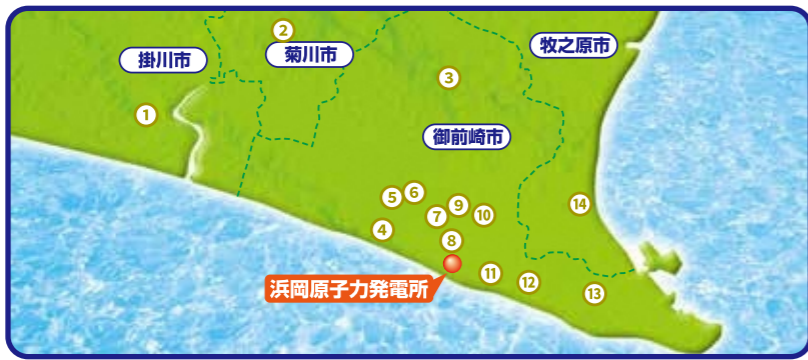 ②
掛川市
菊川市
牧之原市
①
③
御前崎市
⑤
⑥
⑭
④
⑦
⑨
⑩
⑧
浜岡原子力発電所
⑪
⑫
⑬